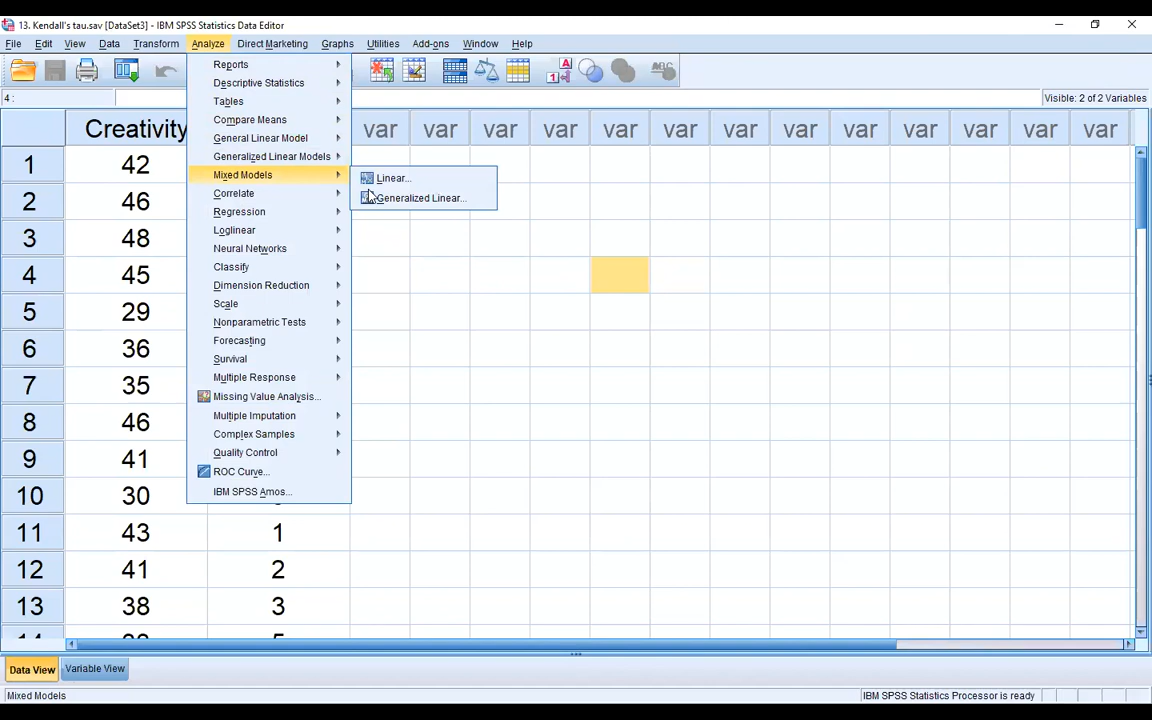 13. Kendall's tau.sav [DataSet3] - IBM SPSS Statistics Data Editor
File Edit View Data Transform Analyze Direct Marketing Graphs Utilities Add-ons Window Help
4 :
Visible: 2 of 2 Variables
Reports
Descriptive Statistics
Tables
Compare Means
General Linear Model
Generalized Linear Models
Mixed Models
Correlate
Regression
Loglinear
Neural Networks
Classify
Dimension Reduction
Scale
Nonparametric Tests
Forecasting
Survival
Multiple Response
Missing Value Analysis...
Multiple Imputation
Complex Samples
Quality Control
ROC Curve...
IBM SPSS Amos...
Linear...
Generalized Linear...
Creativity var var var var var var var var var var var var var
1 42
2 46
3 48
4 45
5 29
6 36
7 35
8 46
9 41
10 30
11 43 1
12 41 2
13 38 3
Data View Variable View
Mixed Models
IBM SPSS Statistics Processor is ready